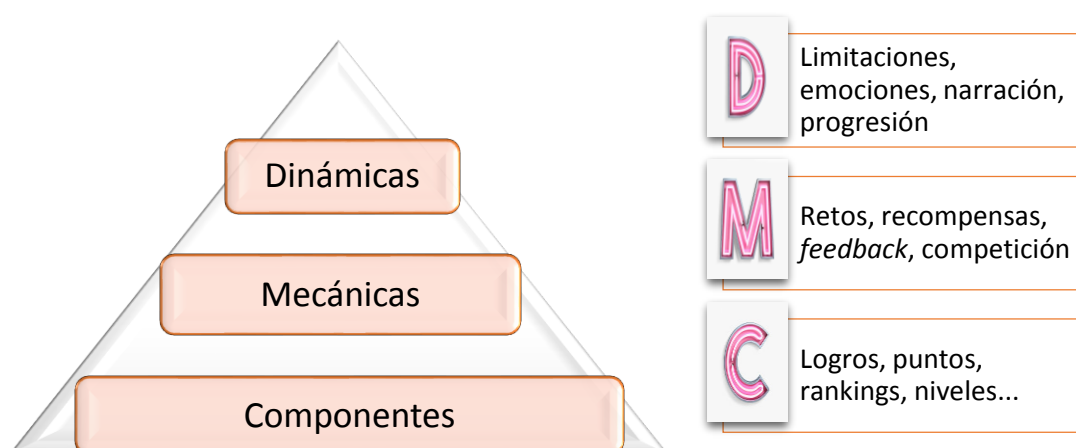 Dinámicas
Mecánicas
Componentes
D
Limitaciones,
emociones, narración,
progresión
M
Retos, recompensas,
feedback, competición
C
Logros, puntos,
rankings, niveles...